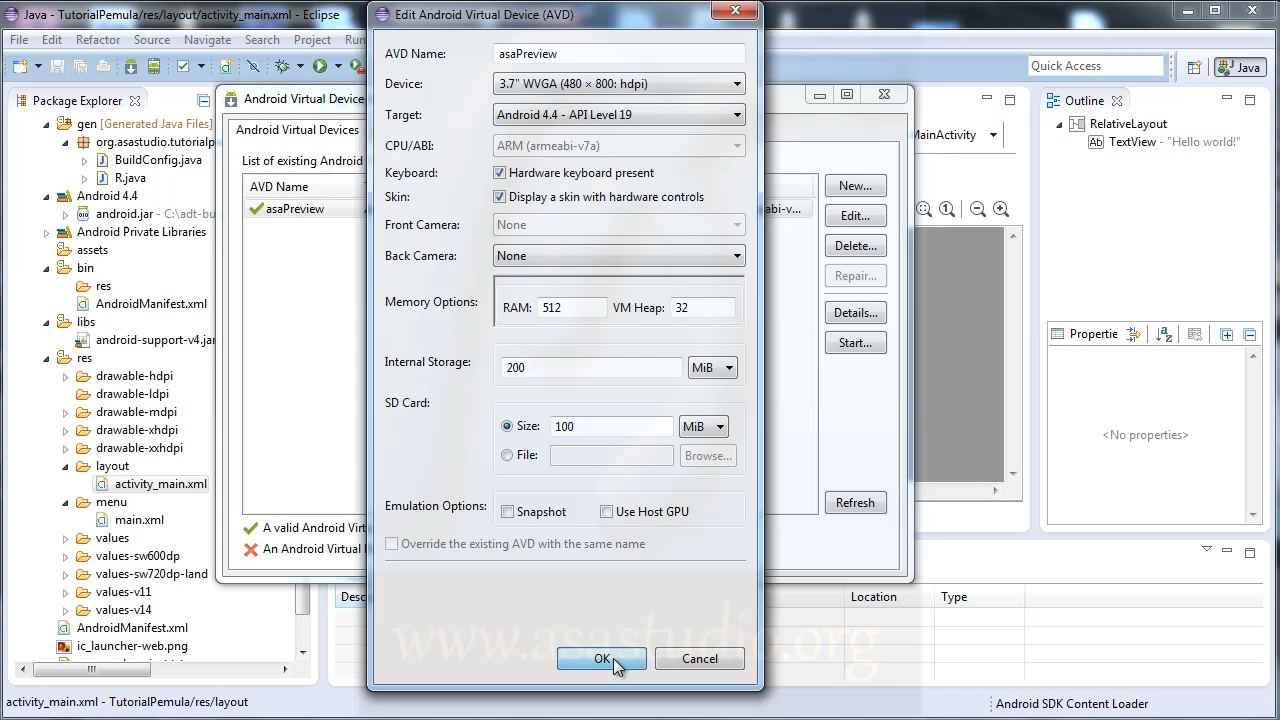 Java - TutorialPemula/res/layout/activity_main.xml - Eclipse
File Edit Refactor Source Navigate Search Project Run
Quick Access
Java
Package Explorer
gen [Generated Java Files]
org.asastudio.tutorialp
BuildConfig.java
R.java
Android 4.4
android.jar - C:\adt-bu
Android Private Libraries
assets
bin
res
AndroidManifest.xml
libs
android-support-v4.jar
res
drawable-hdpi
drawable-ldpi
drawable-mdpi
drawable-xhdpi
drawable-xxhdpi
layout
activity_main.xml
menu
main.xml
values
values-sw600dp
values-sw720dp-land
values-v11
values-v14
AndroidManifest.xml
ic_launcher-web.png
activity_main.xml - TutorialPemula/res/layout
Android Virtual Device
Android Virtual Devices
List of existing Android
AVD Name
asaPreview
abi-v...
New...
Edit...
Delete...
Repair...
Details...
Start...
Refresh
A valid Android Virt
An Android Virtual
Edit Android Virtual Device (AVD)
AVD Name: asaPreview
Device: 3.7" WVGA (480 × 800: hdpi)
Target: Android 4.4 - API Level 19
CPU/ABI: ARM (armeabi-v7a)
Keyboard: Hardware keyboard present
Skin: Display a skin with hardware controls
Front Camera: None
Back Camera: None
Memory Options: RAM: 512 VM Heap: 32
Internal Storage: 200 MiB
SD Card:
Size: 100 MiB
File: Browse...
Emulation Options: Snapshot Use Host GPU
Override the existing AVD with the same name
www.asastudio.org
OK Cancel
MainActivity
Outline
RelativeLayout
TextView - "Hello world!"
Propertie
<No properties>
Desc Location Type
Android SDK Content Loader